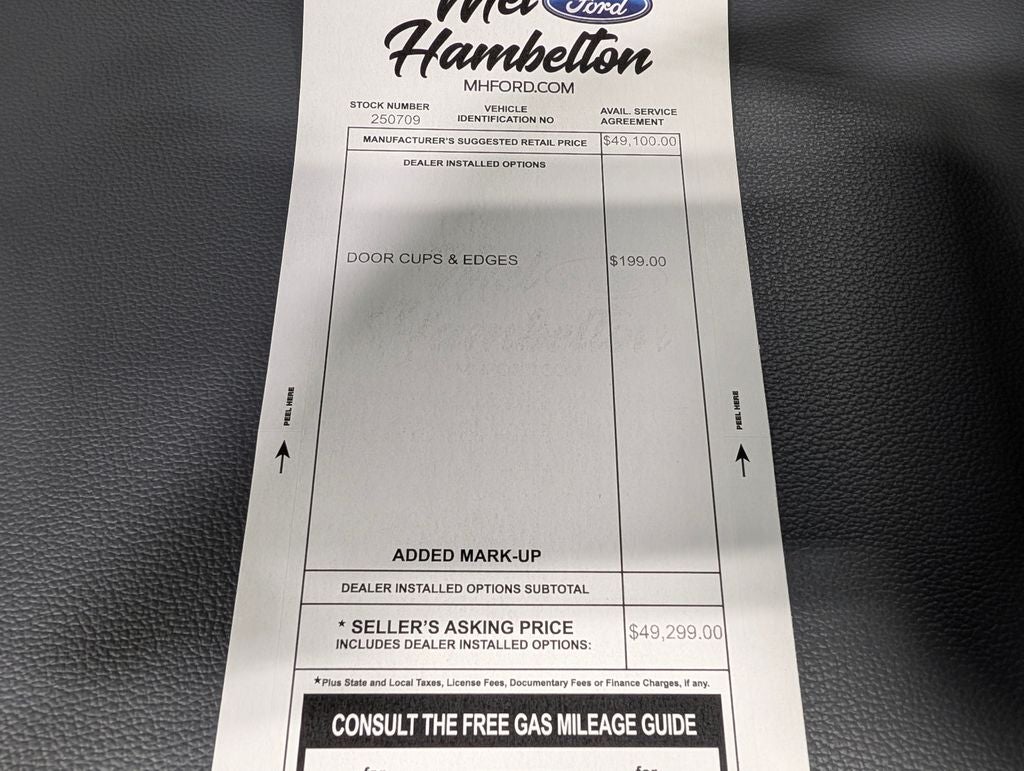 Mel Ford
Hambelton
MHFORD.COM
STOCK NUMBER
250709
VEHICLE
IDENTIFICATION NO
AVAIL. SERVICE
AGREEMENT
MANUFACTURER'S SUGGESTED RETAIL PRICE $49,100.00
DEALER INSTALLED OPTIONS
DOOR CUPS & EDGES $199.00
PEEL HERE
PEEL HERE
ADDED MARK-UP
DEALER INSTALLED OPTIONS SUBTOTAL
* SELLER'S ASKING PRICE $49,299.00
INCLUDES DEALER INSTALLED OPTIONS:
*Plus State and Local Taxes, License Fees, Documentary Fees or Finance Charges, if any.
CONSULT THE FREE GAS MILEAGE GUIDE